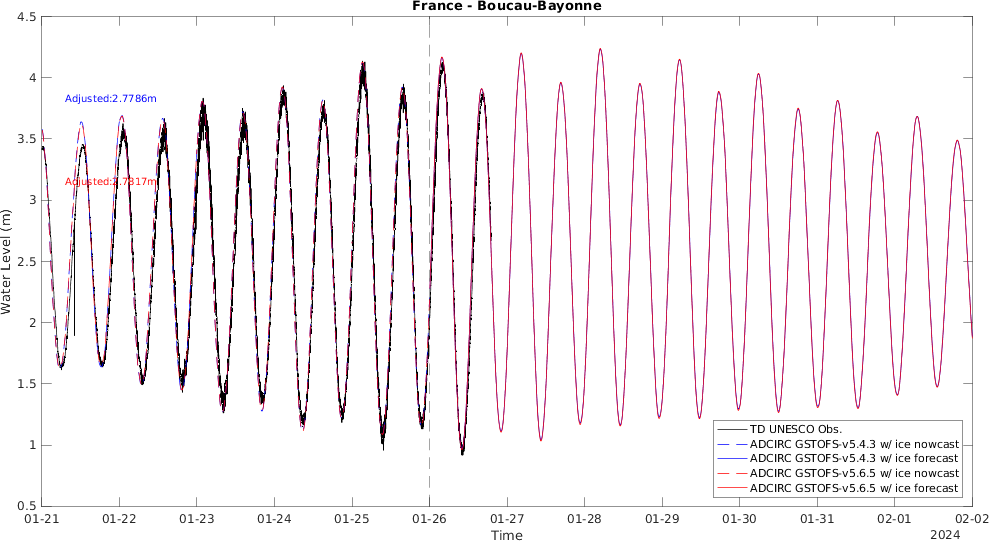 France - Boucau-Bayonne
4.5
4
3.5
3
2.5
2
1.5
1
0.5
Water Level (m)
Adjusted:2.7786m
Adjusted:2.7817m
TD UNESCO Obs.
ADCIRC GSTOFS-v5.4.3 w/ ice nowcast
ADCIRC GSTOFS-v5.4.3 w/ ice forecast
ADCIRC GSTOFS-v5.6.5 w/ ice nowcast
ADCIRC GSTOFS-v5.6.5 w/ ice forecast
01-21 01-22 01-23 01-24 01-25 01-26 01-27 01-28 01-29 01-30 01-31 02-01 02-02
Time
2024